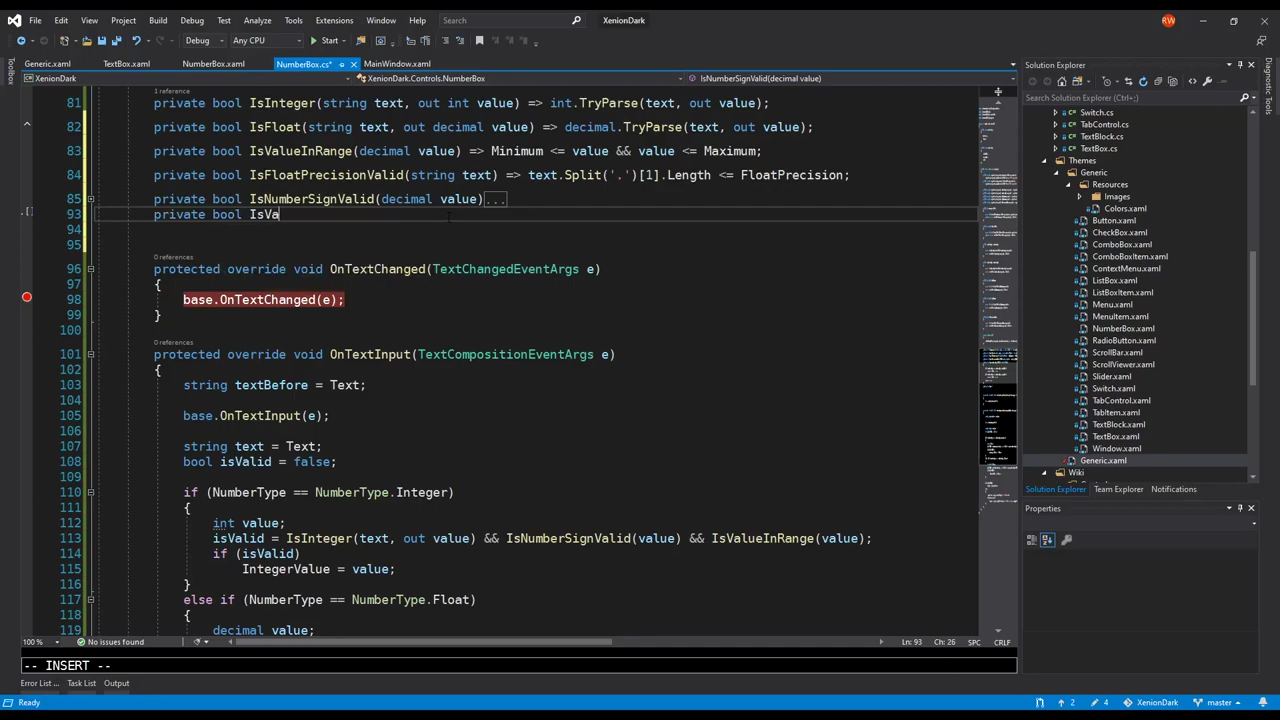 File Edit View Project Build Debug Test Analyze Tools Extensions Window Help Search XenionDark RW
Debug Any CPU Start
Generic.xaml TextBox.xaml NumberBox.xaml NumberBox.cs* MainWindow.xaml
XenionDark XenionDark.Controls.NumberBox IsNumberSignValid(decimal value)
Toolbox
1 reference
81 private bool IsInteger(string text, out int value) => int.TryParse(text, out value);
82 private bool IsFloat(string text, out decimal value) => decimal.TryParse(text, out value);
83 private bool IsValueInRange(decimal value) => Minimum <= value && value <= Maximum;
84 private bool IsFloatPrecisionValid(string text) => text.Split('.')[1].Length <= FloatPrecision;
85 private bool IsNumberSignValid(decimal value)...
93 private bool IsVa
94
95
0 references
96 protected override void OnTextChanged(TextChangedEventArgs e)
97 {
98 base.OnTextChanged(e);
99 }
100
0 references
101 protected override void OnTextInput(TextCompositionEventArgs e)
102 {
103 string textBefore = Text;
104
105 base.OnTextInput(e);
106
107 string text = Text;
108 bool isValid = false;
109
110 if (NumberType == NumberType.Integer)
111 {
112 int value;
113 isValid = IsInteger(text, out value) && IsNumberSignValid(value) && IsValueInRange(value);
114 if (isValid)
115 IntegerValue = value;
116 }
117 else if (NumberType == NumberType.Float)
118 {
119 decimal value;
100 % No issues found Ln: 93 Ch: 26 SPC CRLF
-- INSERT --
Error List ... Task List Output
Solution Explorer
Search Solution Explorer (Ctrl+;)
Switch.cs
TabControl.cs
TextBlock.cs
TextBox.cs
Themes
Generic
Resources
Images
Colors.xaml
Button.xaml
CheckBox.xaml
ComboBox.xaml
ComboBoxItem.xaml
ContextMenu.xaml
ListBox.xaml
ListBoxItem.xaml
Menu.xaml
MenuItem.xaml
NumberBox.xaml
RadioButton.xaml
ScrollBar.xaml
ScrollViewer.xaml
Slider.xaml
Switch.xaml
TabControl.xaml
TabItem.xaml
TextBlock.xaml
TextBox.xaml
Window.xaml
Generic.xaml
Wiki
Solution Explorer Team Explorer Notifications
Properties
Diagnostic Tools
Ready 2 4 XenionDark master